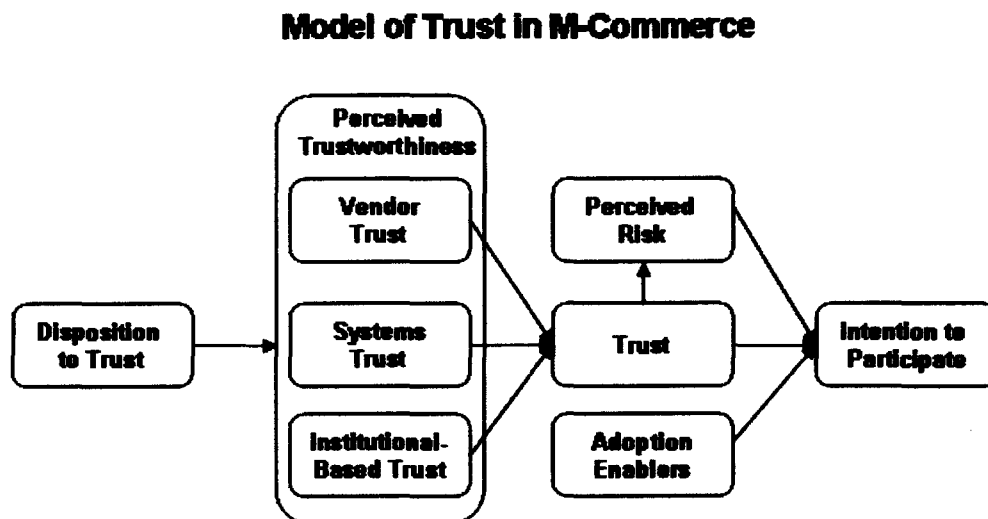 Model of Trust in M-Commerce
Perceived
Trustworthiness
Vendor
Trust
Perceived
Risk
Disposition
to Trust
Systems
Trust
Trust
Intention to
Participate
Institutional-
Based Trust
Adoption
Enablers